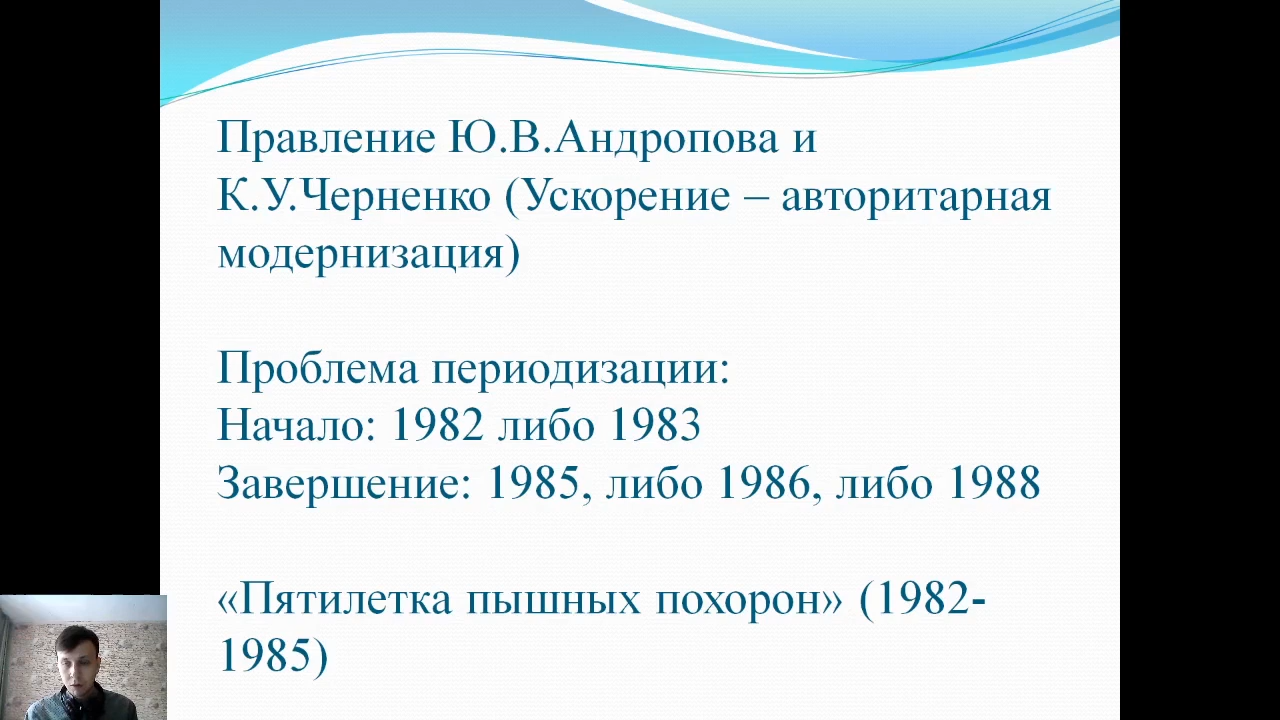 Правление Ю.В.Андропова и
К.У.Черненко (Ускорение – авторитарная
модернизация)
Проблема периодизации:
Начало: 1982 либо 1983
Завершение: 1985, либо 1986, либо 1988
«Пятилетка пышных похорон» (1982-
1985)